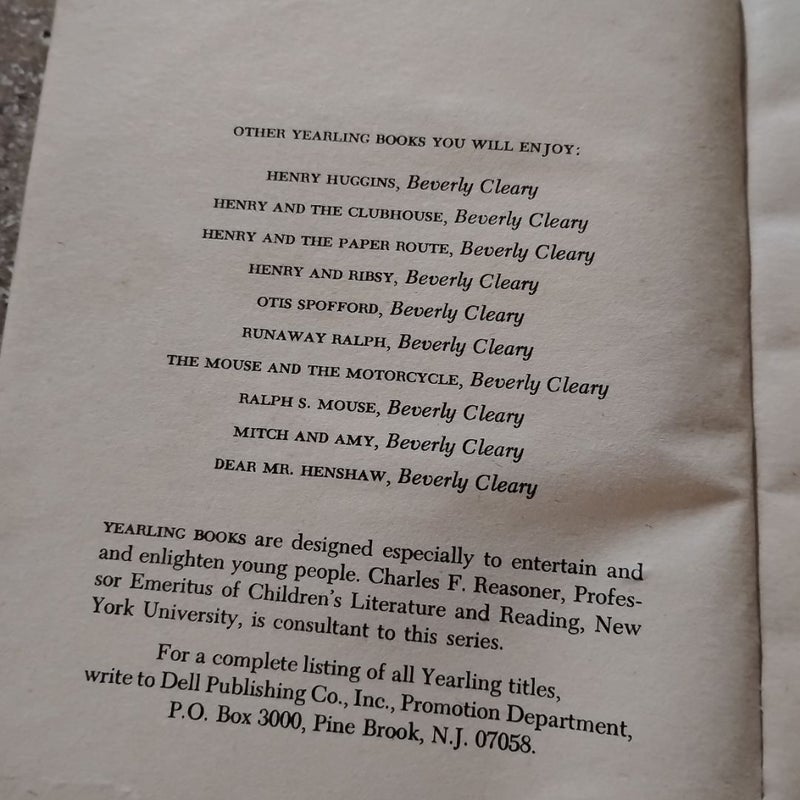 OTHER YEARLING BOOKS YOU WILL ENJOY:
HENRY HUGGINS, Beverly Cleary
HENRY AND THE CLUBHOUSE, Beverly Cleary
HENRY AND THE PAPER ROUTE, Beverly Cleary
HENRY AND RIBSY, Beverly Cleary
OTIS SPOFFORD, Beverly Cleary
RUNAWAY RALPH, Beverly Cleary
THE MOUSE AND THE MOTORCYCLE, Beverly Cleary
RALPH S. MOUSE, Beverly Cleary
MITCH AND AMY, Beverly Cleary
DEAR MR. HENSHAW, Beverly Cleary
YEARLING BOOKS are designed especially to entertain and
and enlighten young people. Charles F. Reasoner, Profes-
sor Emeritus of Children's Literature and Reading, New
York University, is consultant to this series.
For a complete listing of all Yearling titles,
write to Dell Publishing Co., Inc., Promotion Department,
P.O. Box 3000, Pine Brook, N.J. 07058.